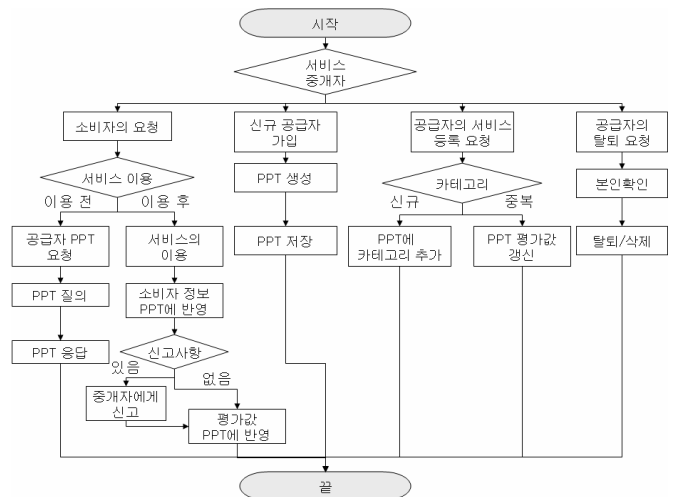 시작
서비스
중개자
소비자의 요청
신규 공급자
가입
공급자의 서비스
등록 요청
공급자의
탈퇴 요청
서비스 이용
PPT 생성
카테고리
본인확인
이용 전
이용 후
신규
중복
공급자 PPT
요청
서비스의
이용
PPT 저장
PPT에
카테고리 추가
PPT 평가값
갱신
탈퇴/삭제
PPT 질의
소비자 정보
PPT에 반영
PPT 응답
신고사항
있음
없음
중개자에게
신고
평가값
PPT에 반영
끝